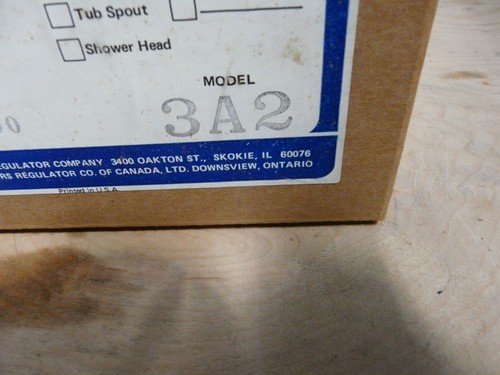 Tub Spout
Shower Head
MODEL
3A2
REGULATOR COMPANY 3400 OAKTON ST., SKOKIE, IL 60076
REGULATOR CO. OF CANADA, LTD. DOWNSVIEW, ONTARIO
Printed in U.S.A.